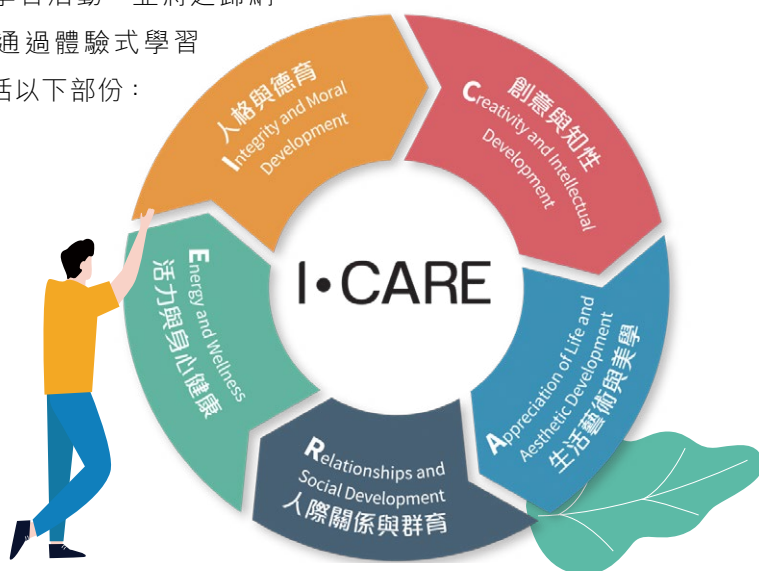 通過體驗式學習
括以下部份：
人格與德育
Integrity and Moral
Development
創意與知性
Creativity and Intellectual
Development
I•CARE
Energy and Wellness
活力與身心健康
Appreciation of Life and
Aesthetic Development
生活藝術與美學
Relationships and
Social Development
人際關係與群育